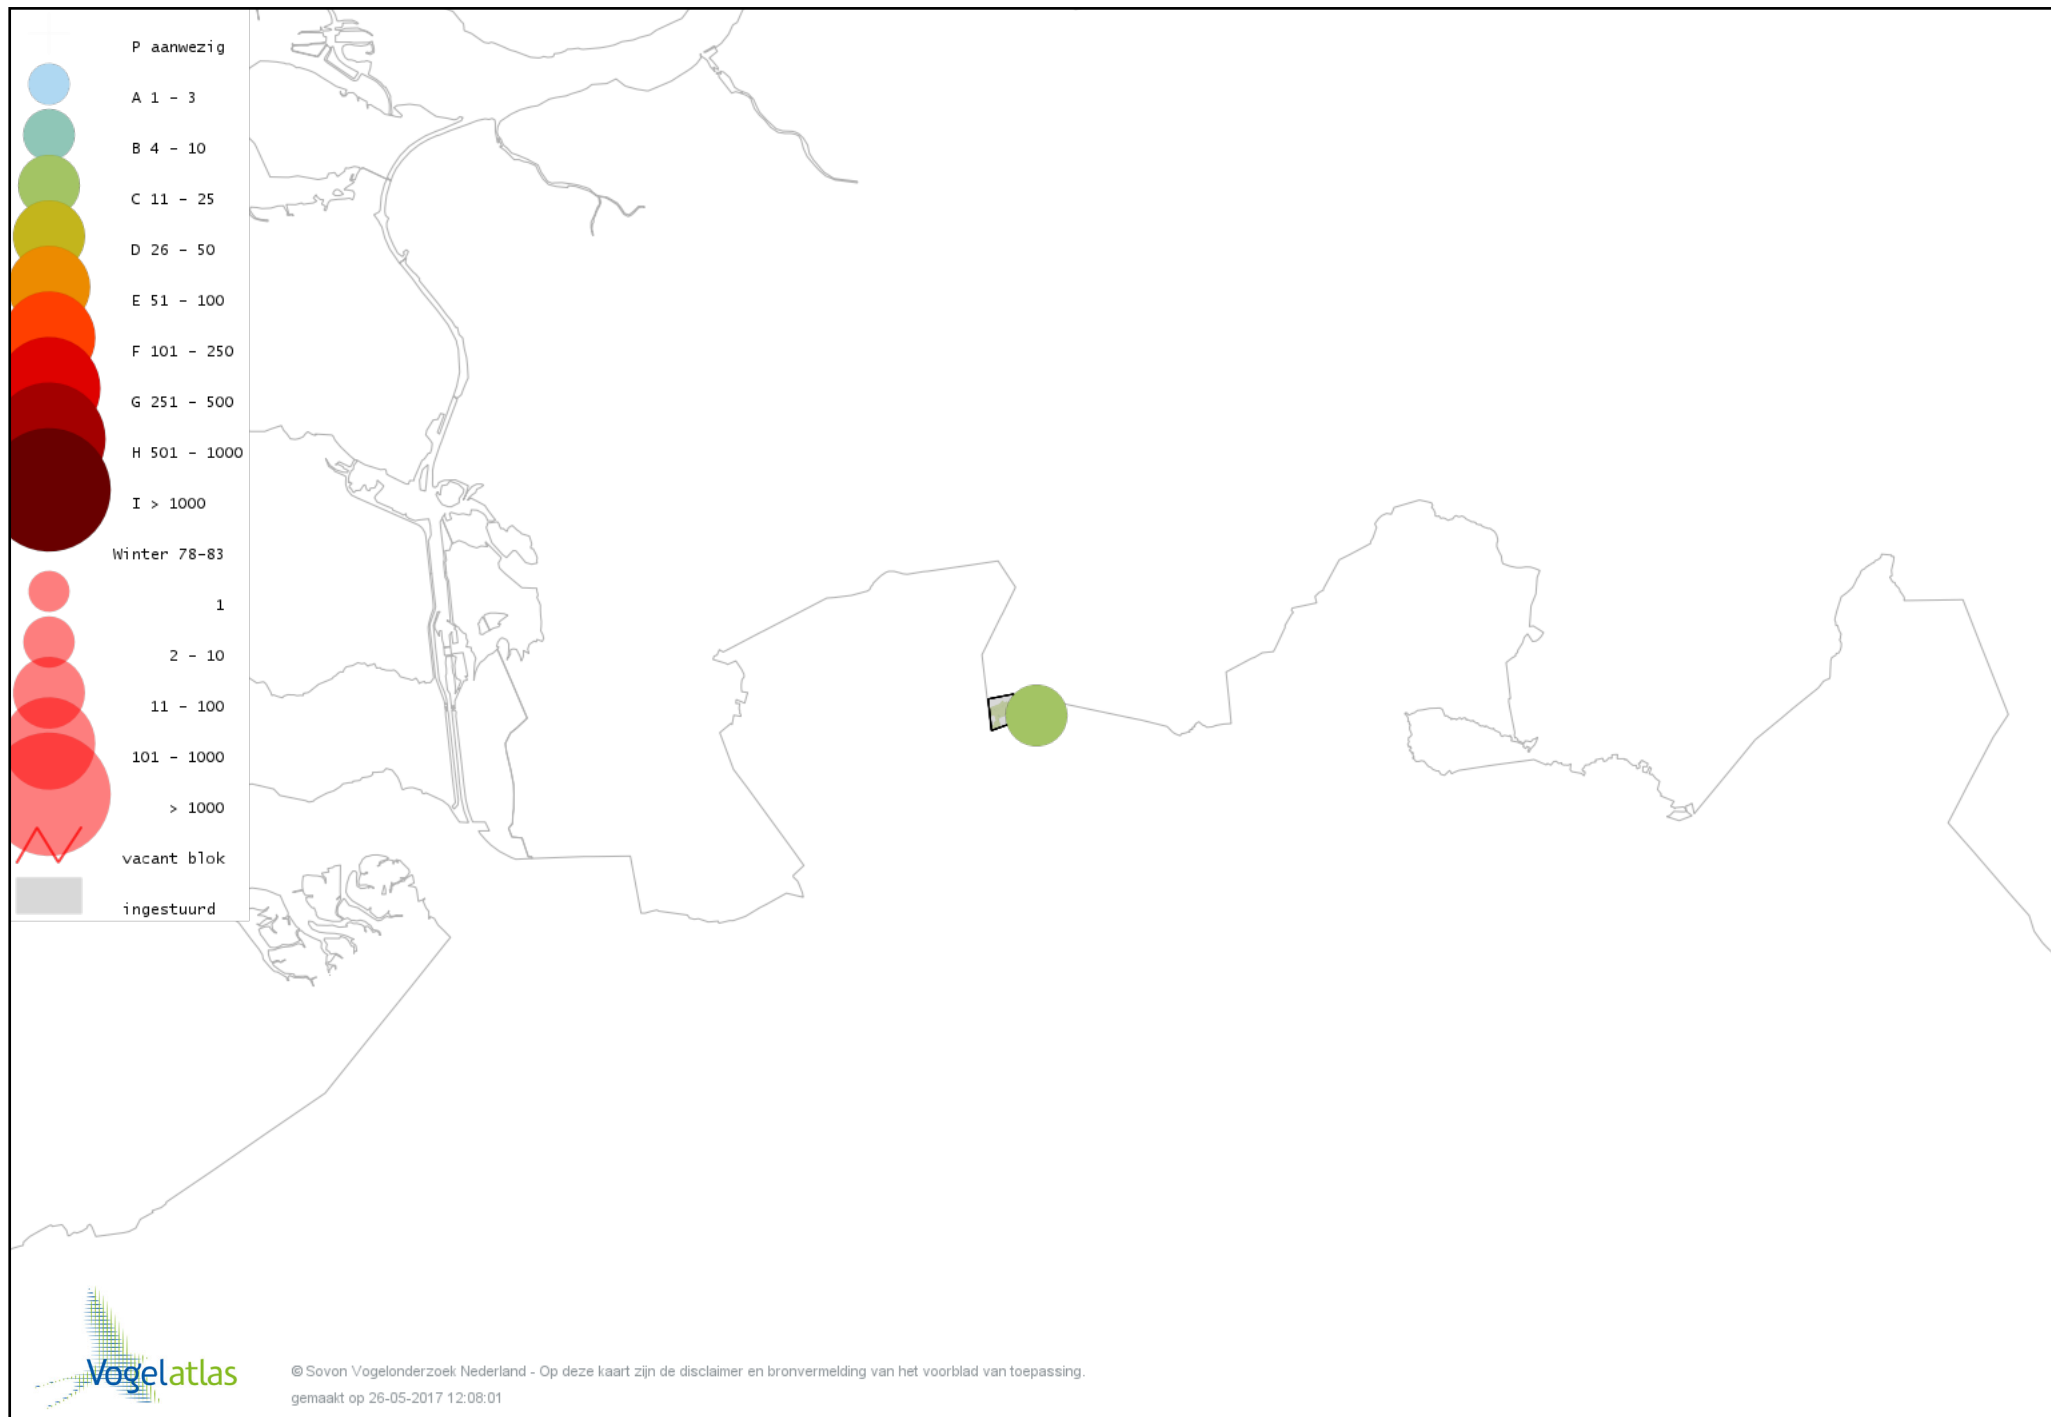 P aanwezig
A 1 - 3
B 4 - 10
C 11 - 25
D 26 - 50
E 51 - 100
F 101 - 250
G 251 - 500
H 501 - 1000
I > 1000
Winter 78-83
1
2 - 10
11 - 100
101 - 1000
> 1000
vacant blok
ingestuurd
Vogelatlas
© Sovon Vogelonderzoek Nederland - Op deze kaart zijn de disclaimer en bronvermelding van het voorblad van toepassing.
gemaakt op 26-05-2017 12:08:01